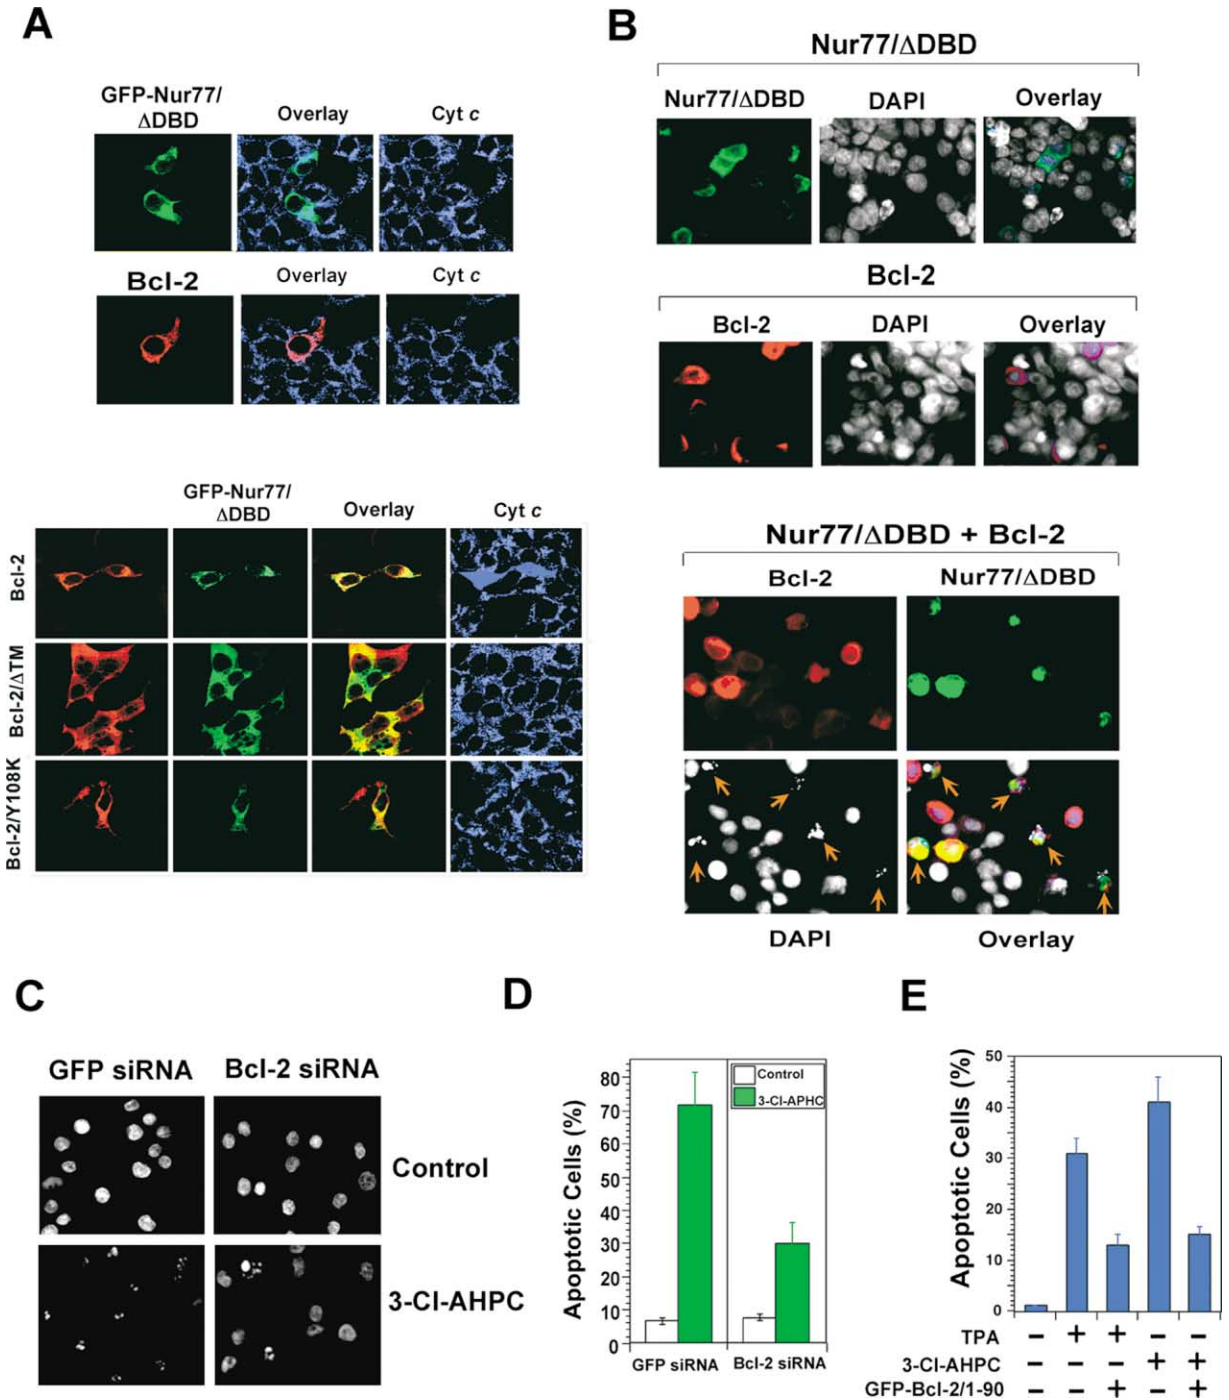 A
GFP-Nur77/
ΔDBD
Overlay
Cyt c
Bcl-2
Overlay
Cyt c
GFP-Nur77/
ΔDBD
Overlay
Cyt c
Bcl-2
Bcl-2/ΔTM
Bcl-2/Y108K
B
Nur77/ΔDBD
Nur77/ΔDBD
DAPI
Overlay
Bcl-2
Bcl-2
DAPI
Overlay
Nur77/ΔDBD + Bcl-2
Bcl-2
Nur77/ΔDBD
DAPI
Overlay
C
GFP siRNA
Bcl-2 siRNA
Control
3-Cl-AHPC
D
Apoptotic Cells (%)
80
70
60
50
40
30
20
10
0
Control
3-Cl-APHC
GFP siRNA
Bcl-2 siRNA
E
Apoptotic Cells (%)
50
40
30
20
10
0
TPA − + + − −
3-Cl-AHPC − − − + +
GFP-Bcl-2/1-90 − − + − +